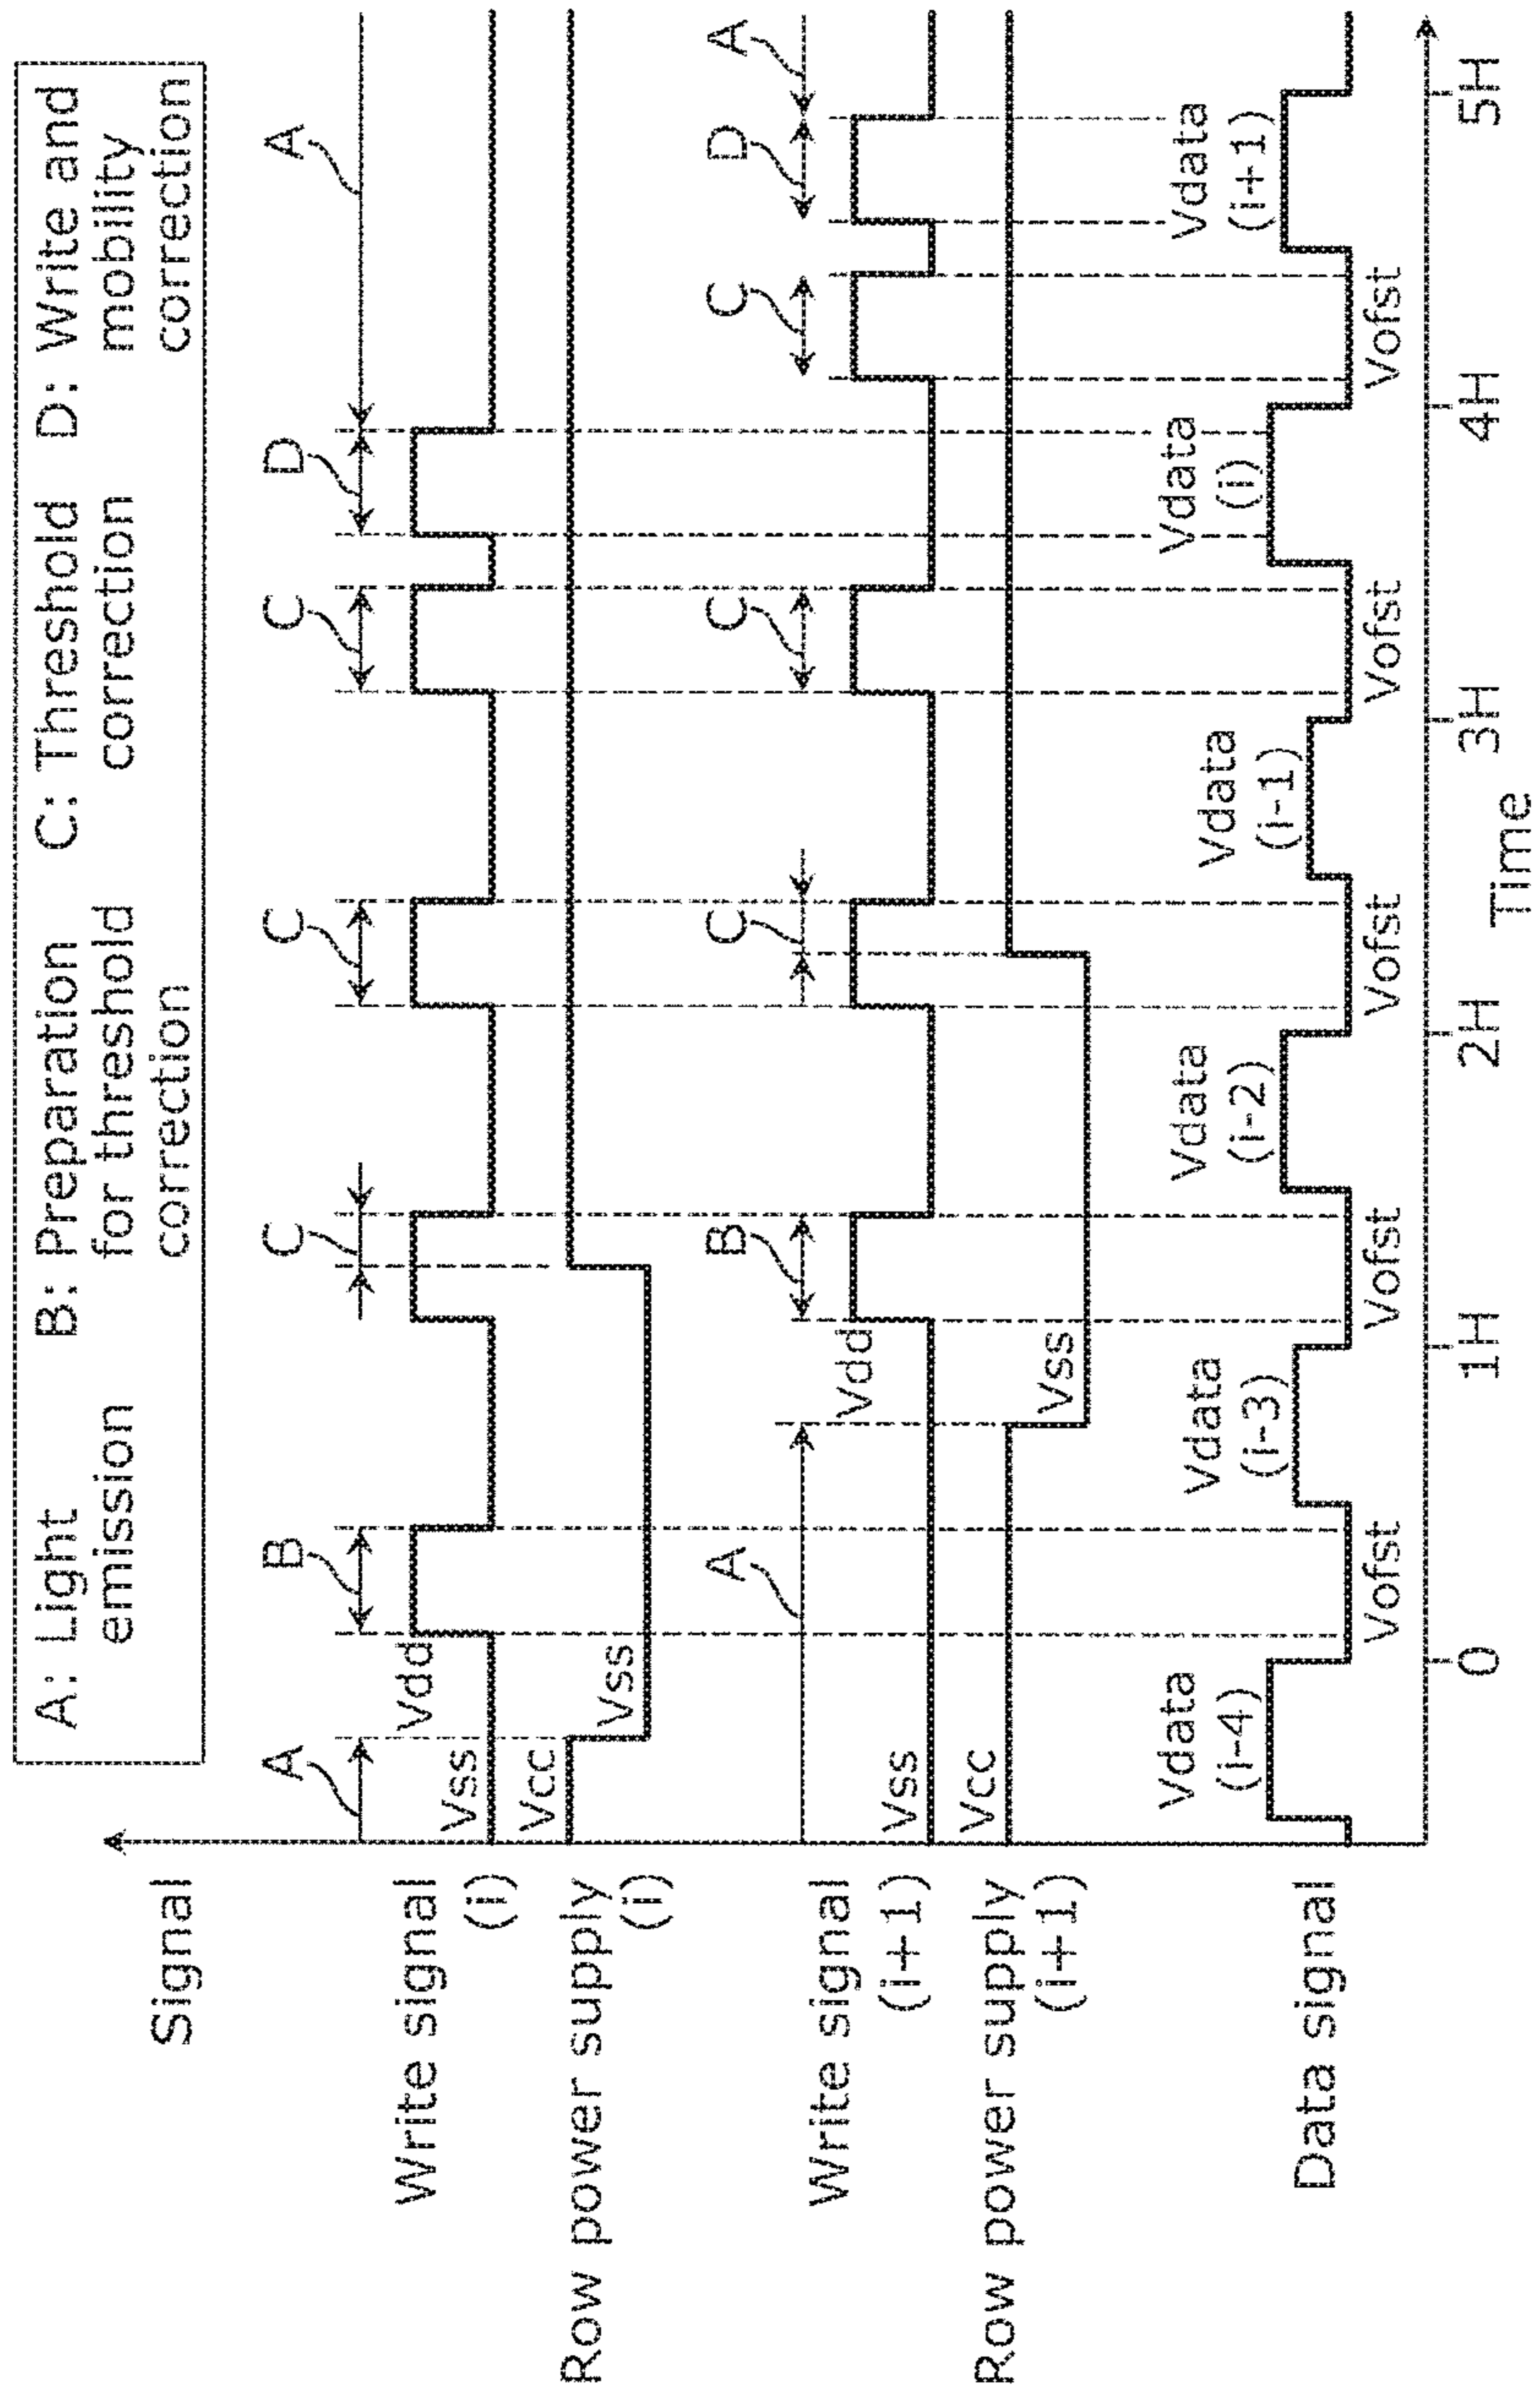 A: Light
emission
B: Preparation
for threshold
correction
C: Threshold
correction
D: Write and
mobility
correction
Signal
A
B
C
C
C
D
A
Write signal
(i)
Vss
Vdd
Row power supply
(i)
Vcc
Vss
A
B
C
C
C
D
A
Write signal
(i+1)
Vss
Vdd
Row power supply
(i+1)
Vcc
Vss
Data signal
Vdata
(i-4)
Vofst
Vdata
(i-3)
Vofst
Vdata
(i-2)
Vofst
Vdata
(i-1)
Vofst
Vdata
(i)
Vofst
Vdata
(i+1)
0
1H
2H
3H
4H
5H
Time